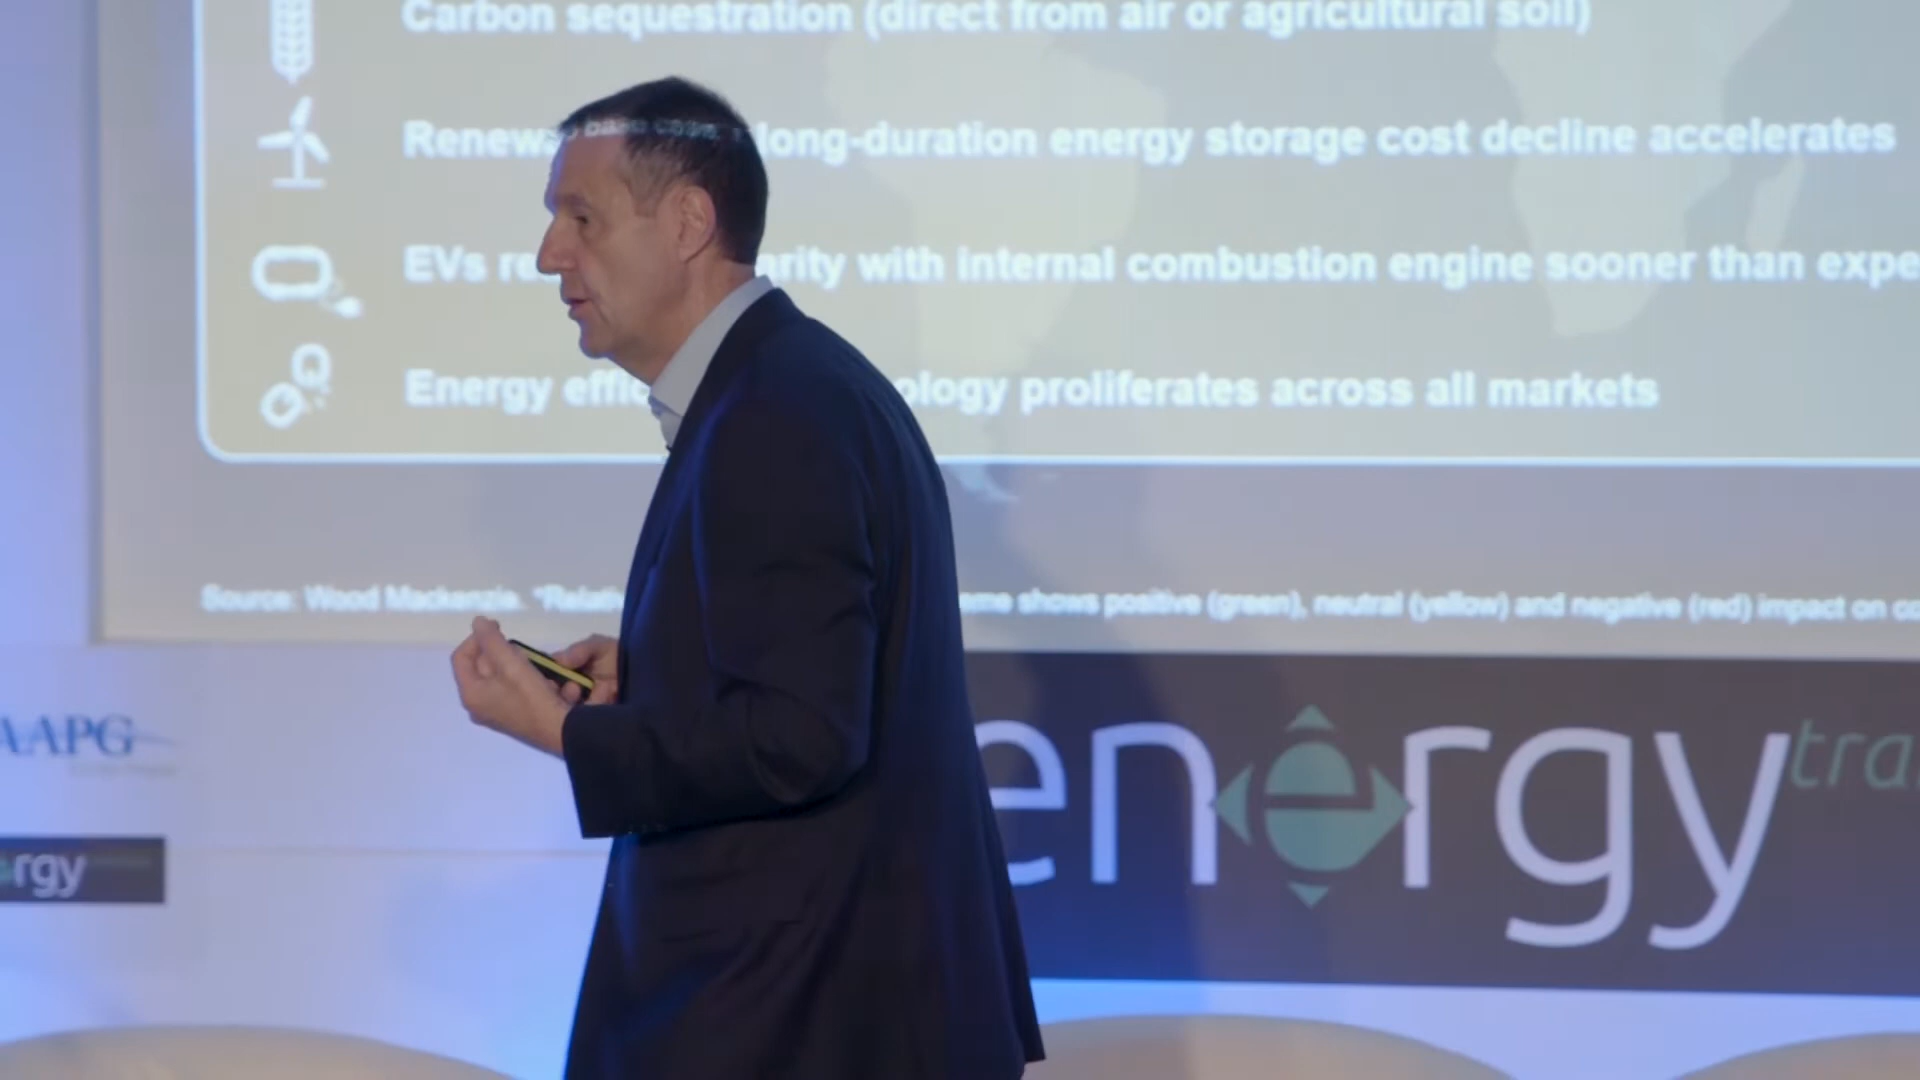 Carbon sequestration (direct from air or agricultural soil)
Renew long-duration energy storage cost decline accelerates
EVs re arity with internal combustion engine sooner than expe
Energy effic ology proliferates across all markets
Source: Wood Mackenzie. *Relati shows positive (green), neutral (yellow) and negative (red) impact on co
AAPG
energy tra
rgy